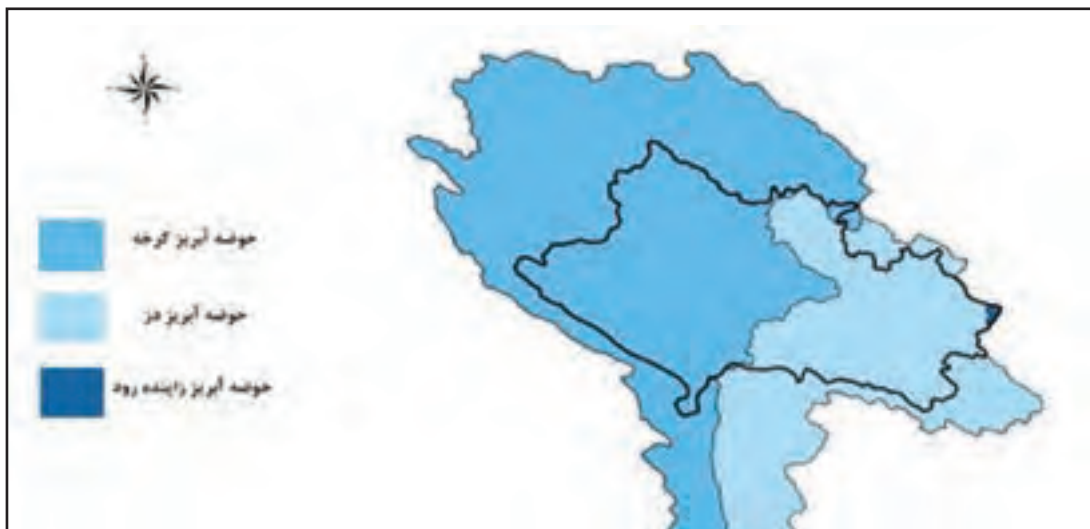 حوضه آبریز کرخه
حوضه آبریز دز
حوضه آبریز زاینده رود